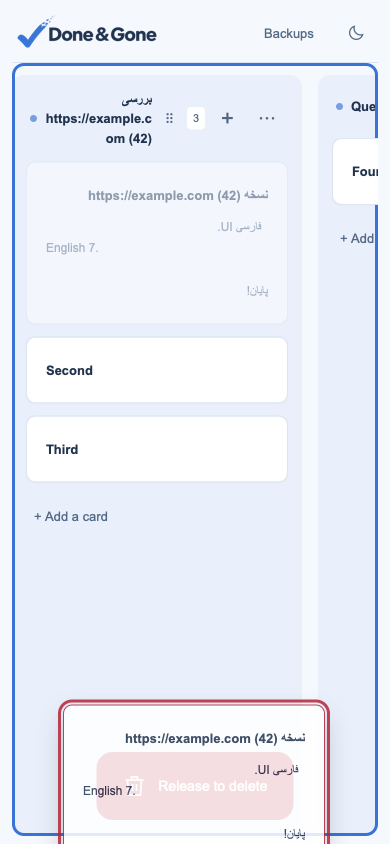 Done & Gone
Backups
بررسی
https://example.c
om (42)
3
Que
نسخه https://example.com (42)
فارسی UI.
English 7.
پایان!
Four
+ Add
Second
Third
+ Add a card
نسخه https://example.com (42)
فارسی UI.
English 7.
Release to delete
پایان!